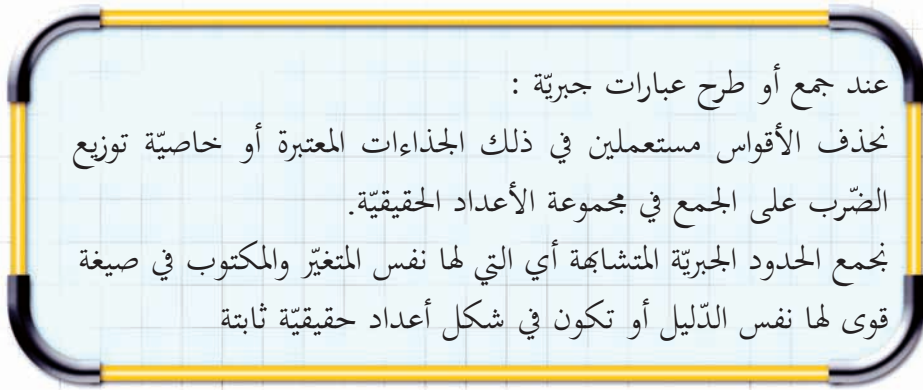 عند جمع أو طرح عبارات جبريّة :
نحذف الأقواس مستعملين في ذلك الجذاءات المعتبرة أو خاصيّة توزيع
الضّرب على الجمع في مجموعة الأعداد الحقيقيّة.
نجمع الحدود الجبريّة المتشابهة أي التي لها نفس المتغيّر والمكتوب في صيغة
قوى لها نفس الدّليل أو تكون في شكل أعداد حقيقيّة ثابتة